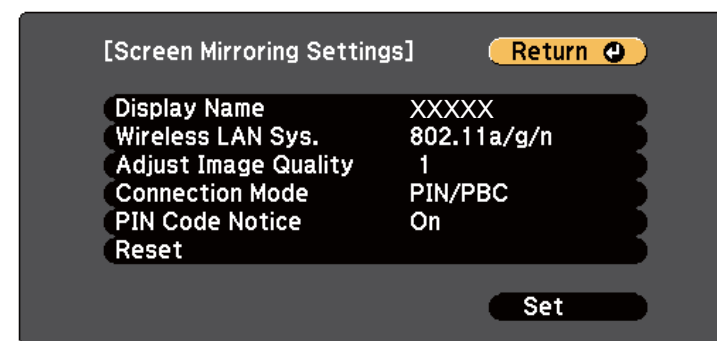 [Screen Mirroring Settings] Return
Display Name XXXXX
Wireless LAN Sys. 802.11a/g/n
Adjust Image Quality 1
Connection Mode PIN/PBC
PIN Code Notice On
Reset
Set